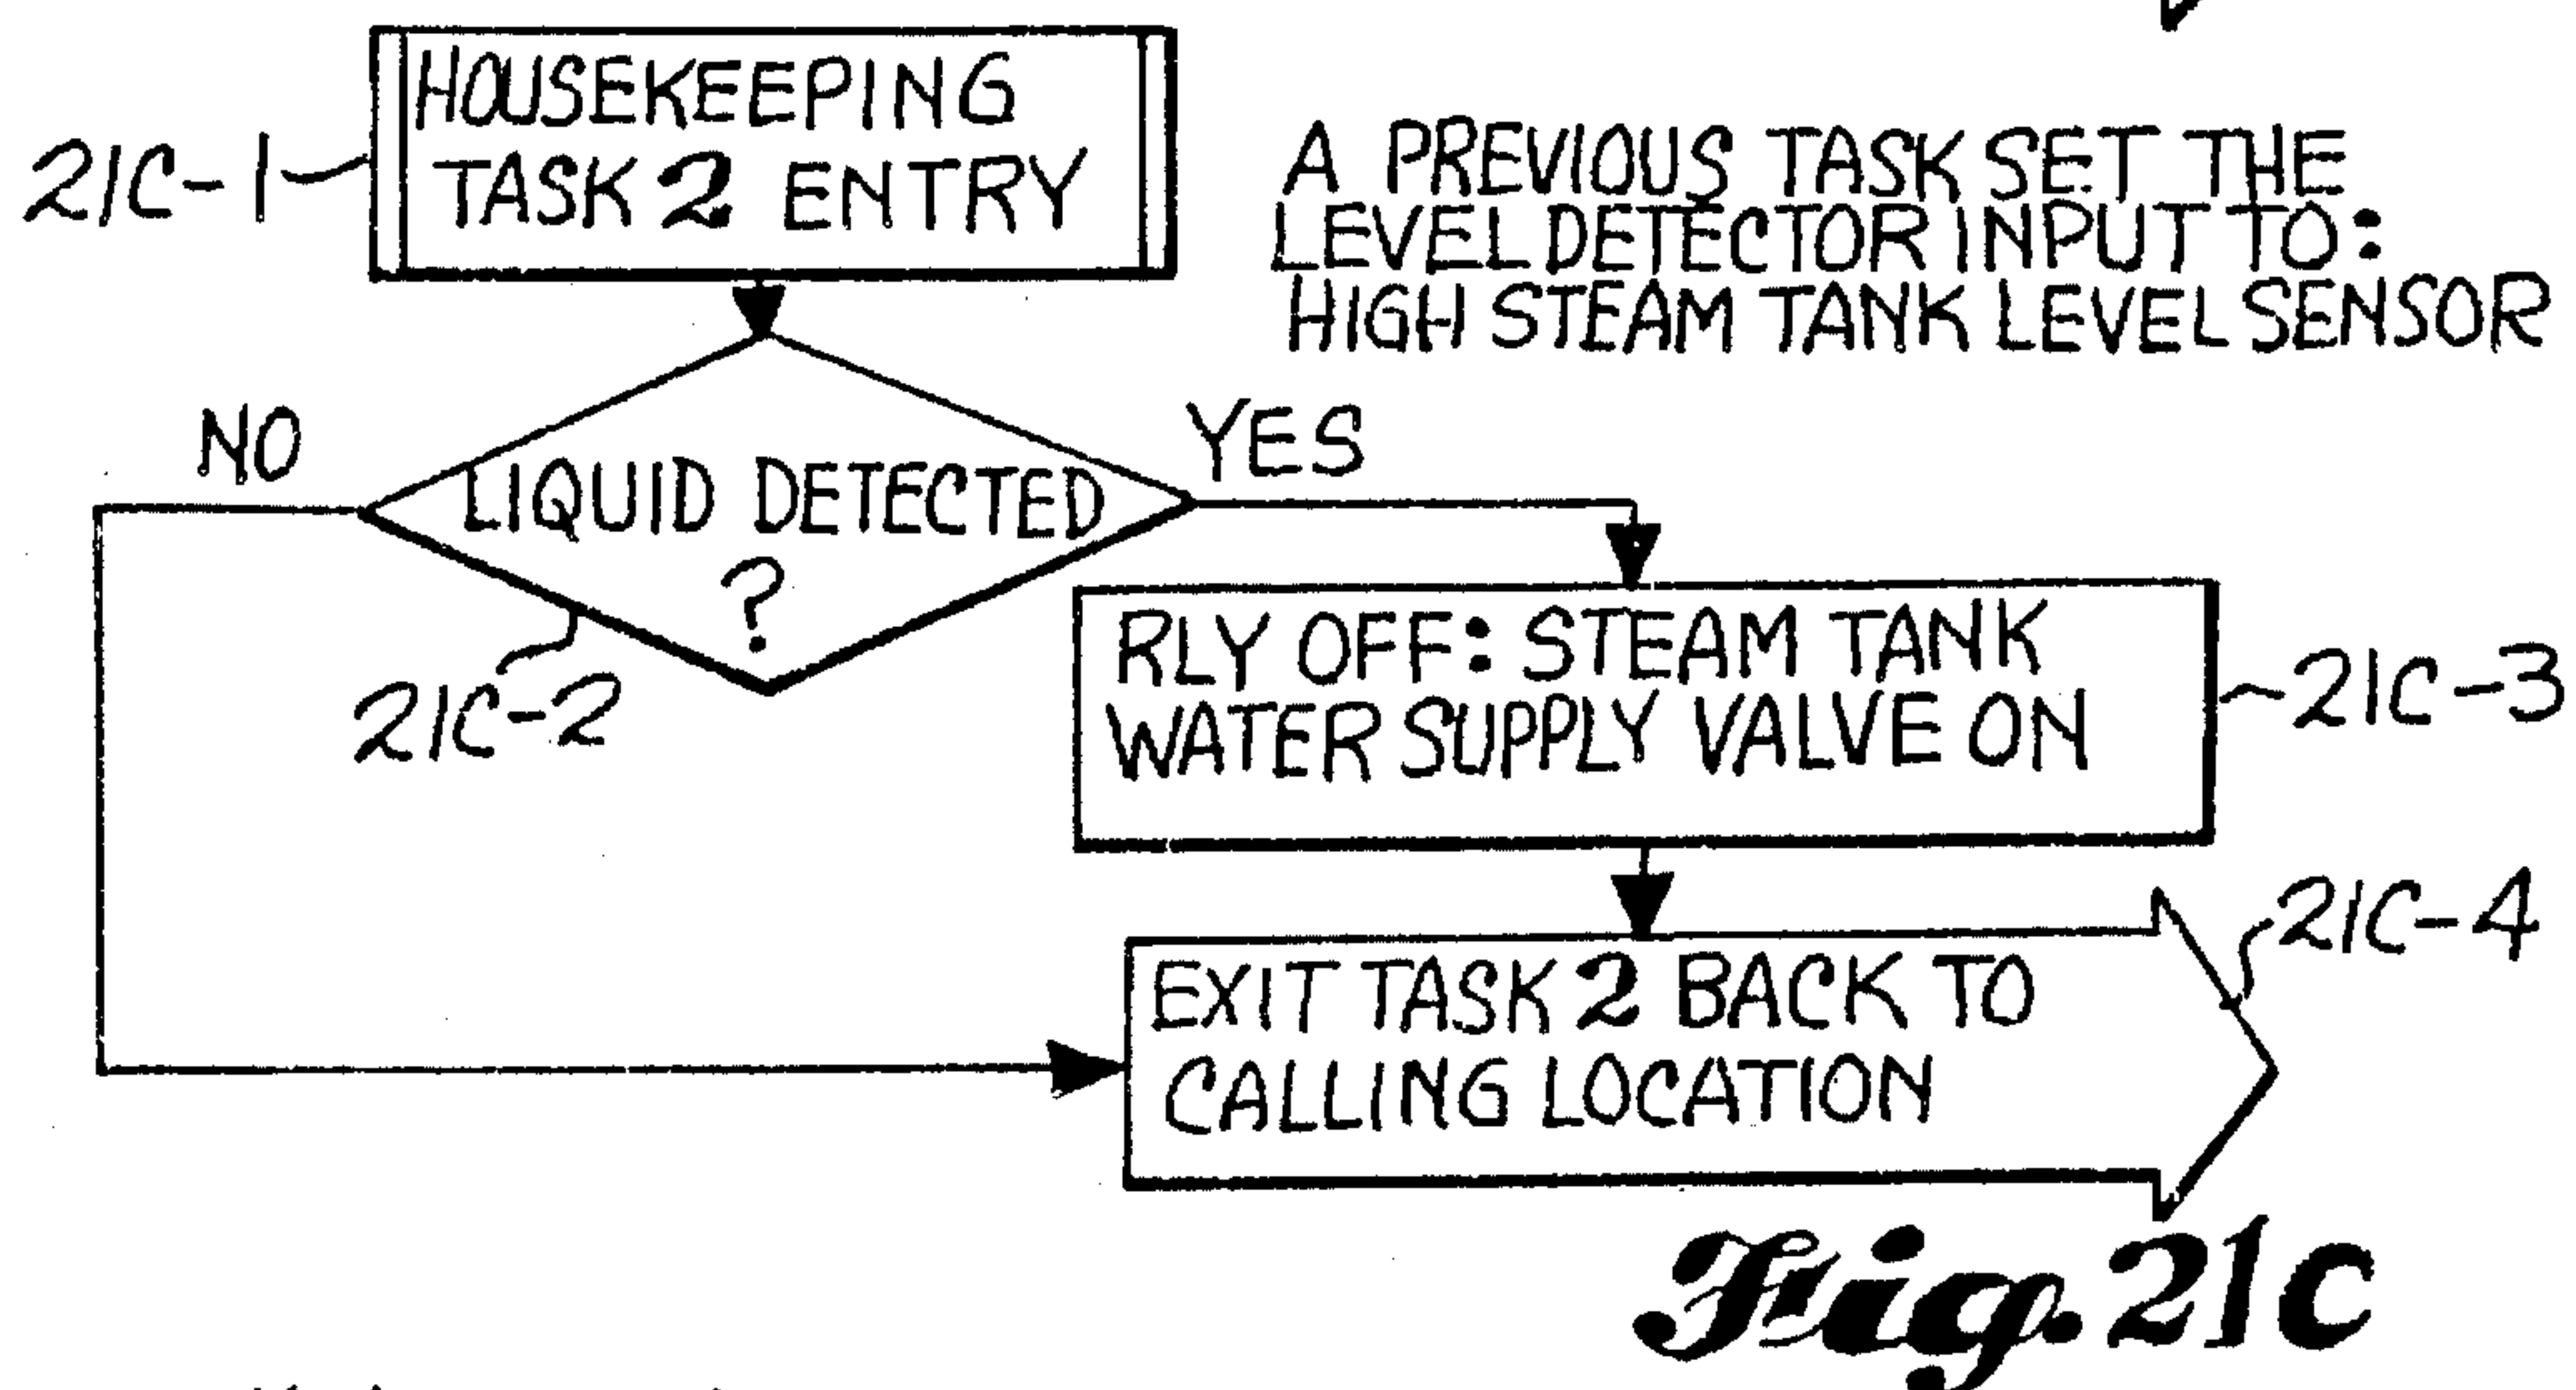 HOUSEKEEPING
TASK 2 ENTRY
21C-1
A PREVIOUS TASK SET THE
LEVEL DETECTOR INPUT TO:
HIGH STEAM TANK LEVEL SENSOR
NO
YES
LIQUID DETECTED
?
21C-2
RLY OFF: STEAM TANK
WATER SUPPLY VALVE ON
21C-3
21C-4
EXIT TASK 2 BACK TO
CALLING LOCATION
Fig. 21C